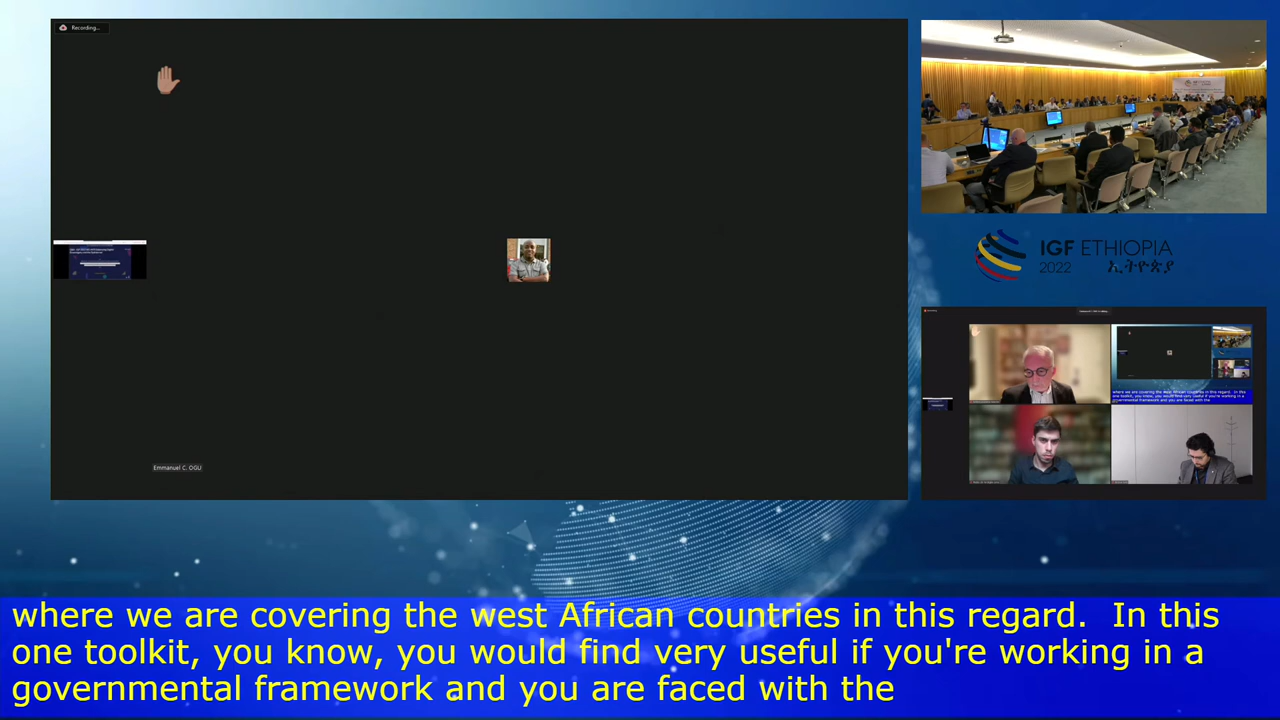 Recording...
Emmanuel C. OGU
IGF ETHIOPIA
2022 ኢትዮጵያ
where we are covering the west African countries in this regard. In this
one toolkit, you know, you would find very useful if you're working in a
governmental framework and you are faced with the